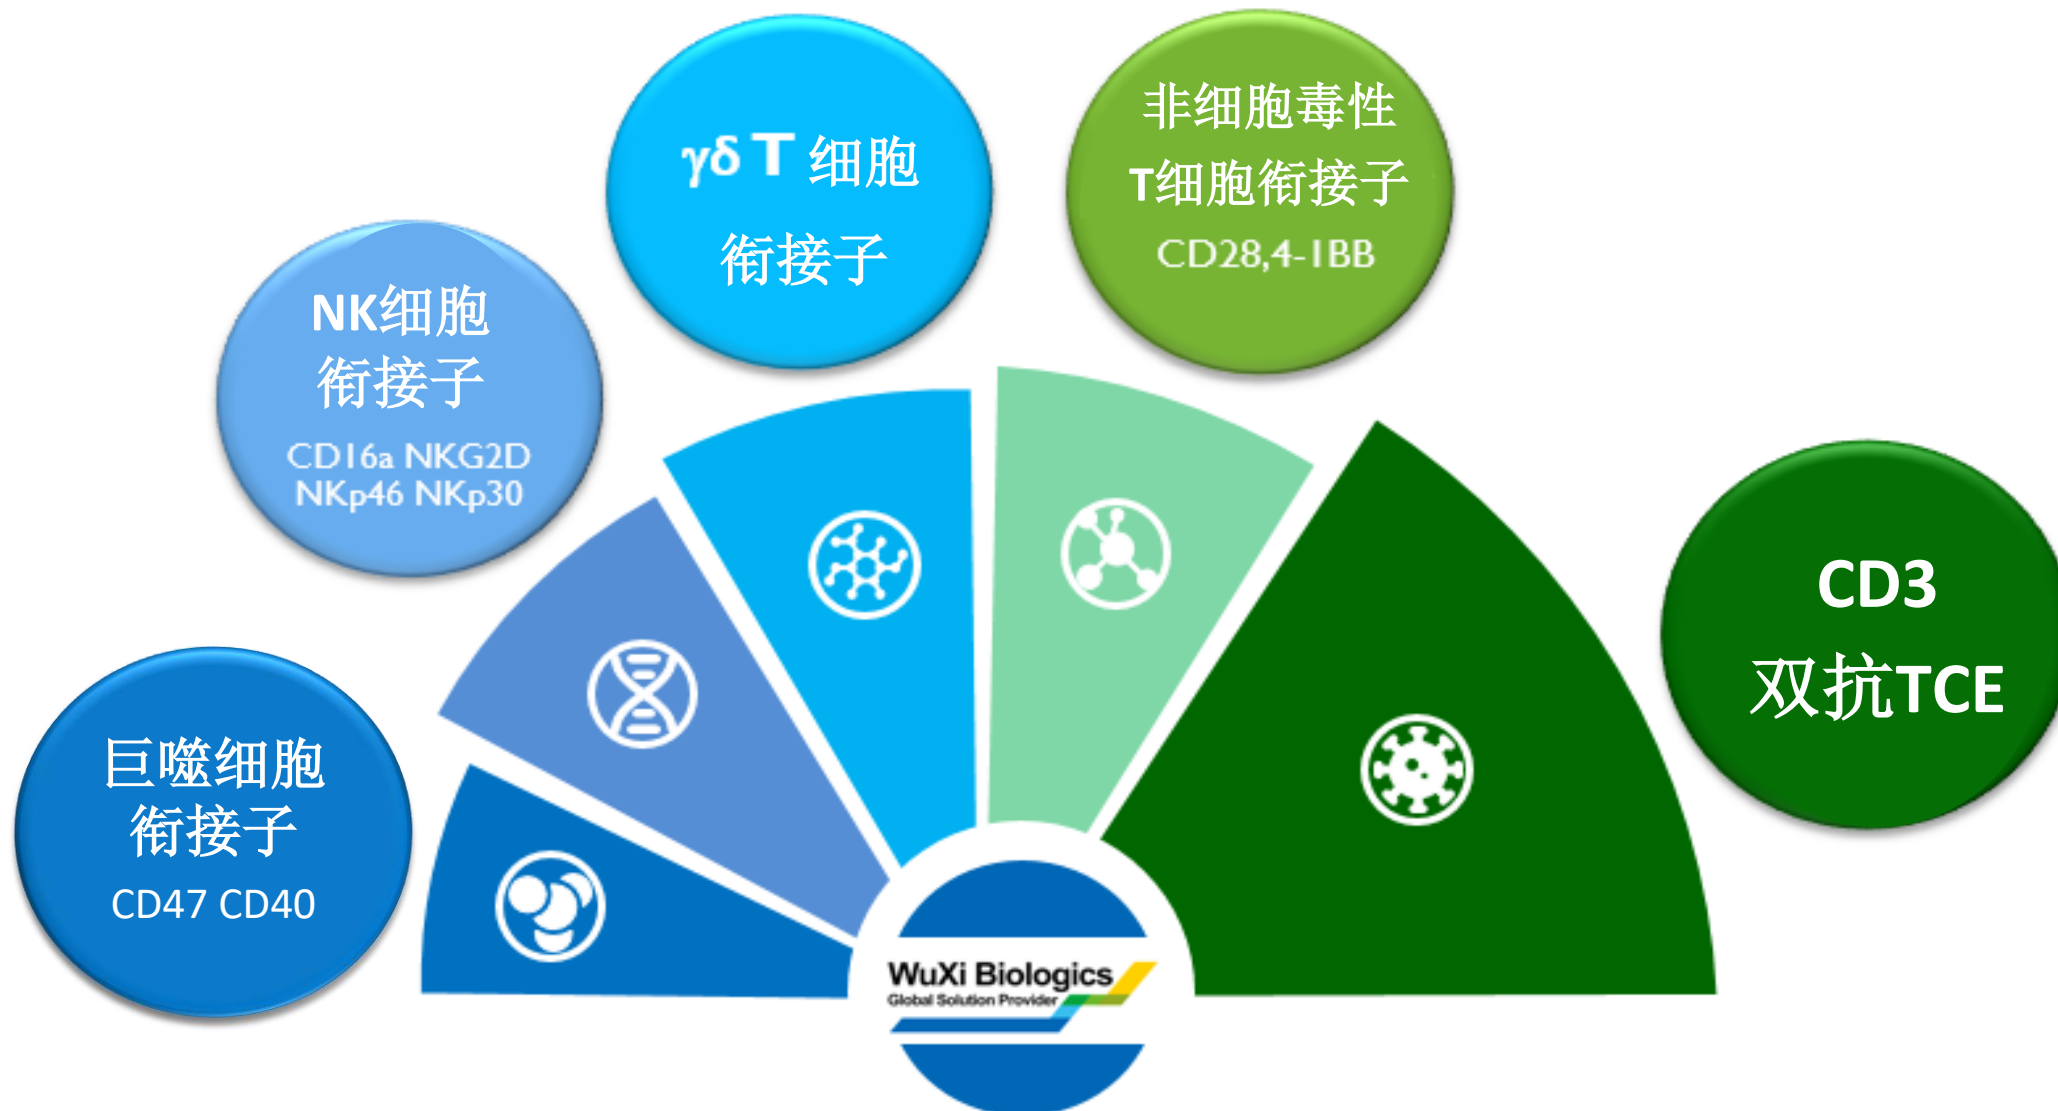 γδ T 细胞
衔接子
非细胞毒性
T细胞衔接子
CD28,4-1BB
NK细胞
衔接子
CD16a NKG2D
NKp46 NKp30
CD3
双抗TCE
巨噬细胞
衔接子
CD47 CD40
WuXi Biologics
Global Solution Provider